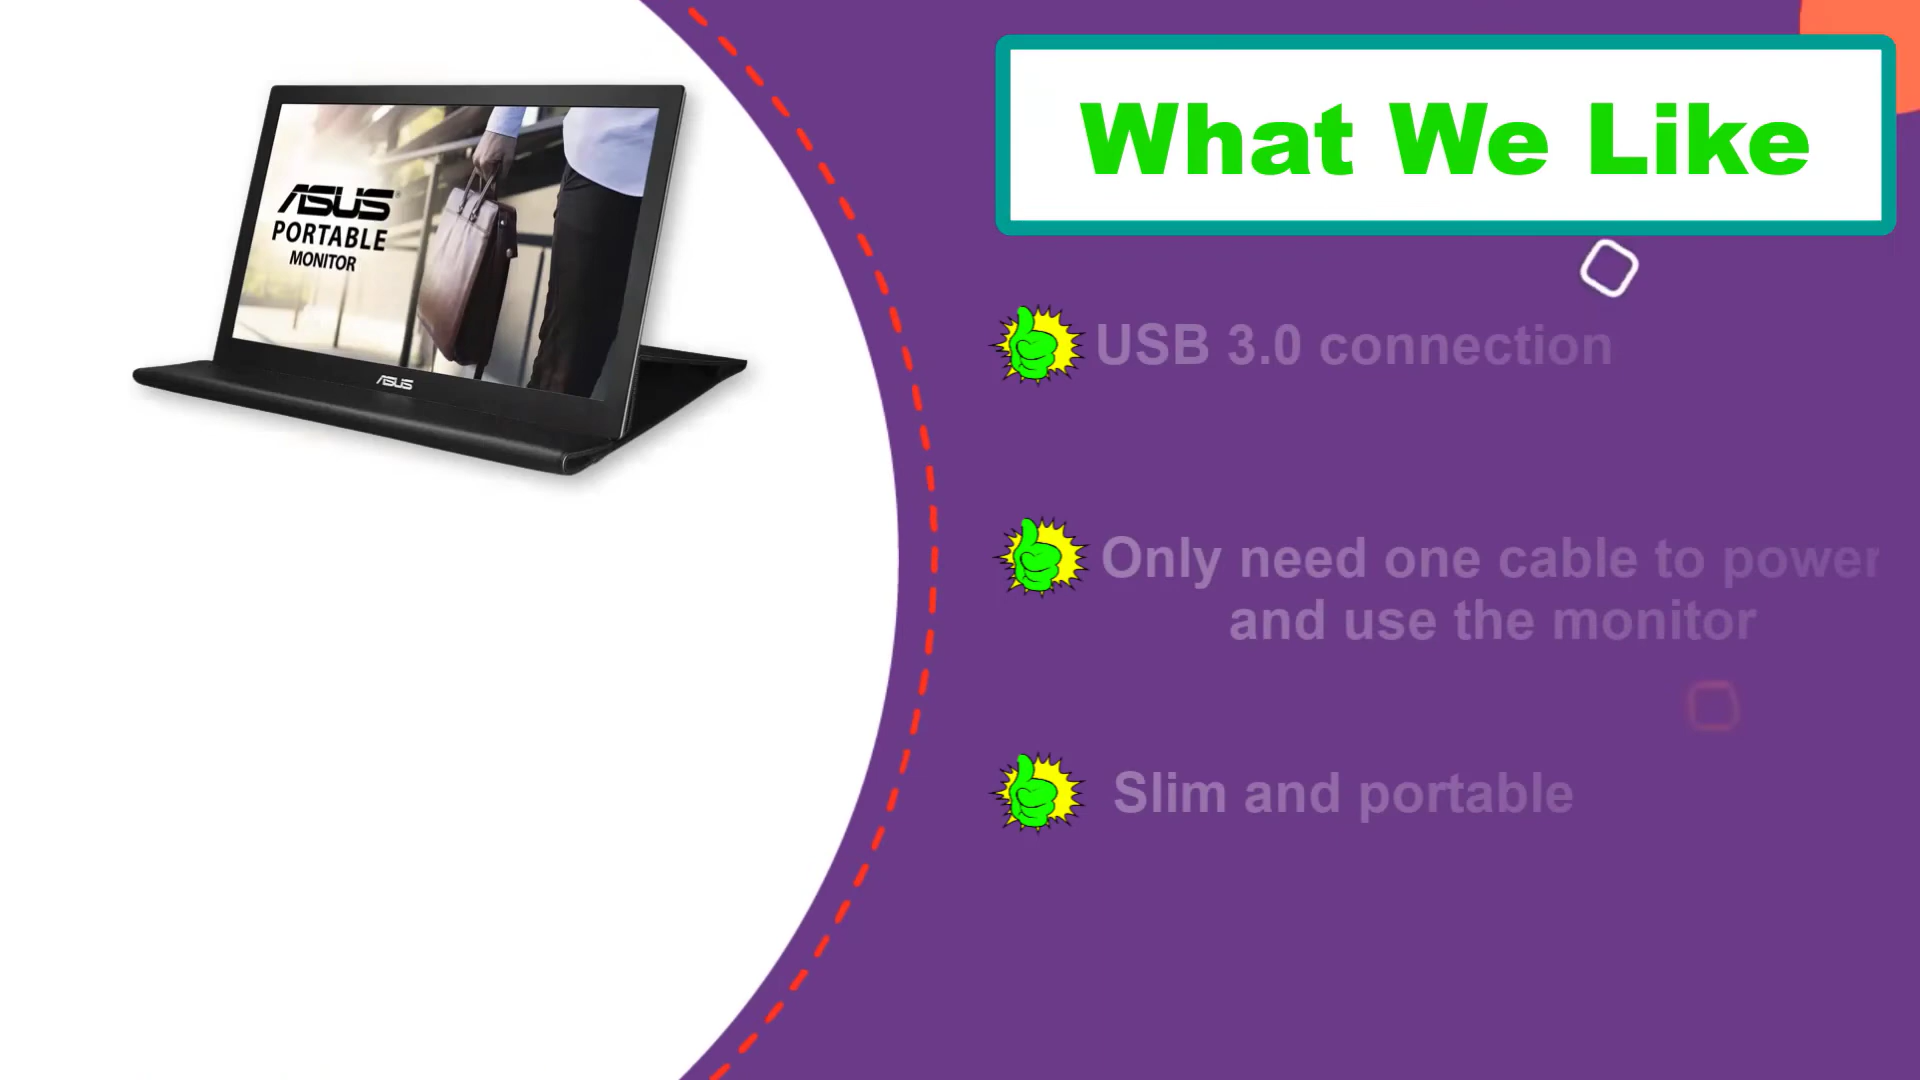 What We Like
ASUS
PORTABLE
MONITOR
ASUS
USB 3.0 connection
Only need one cable to power
and use the monitor
Slim and portable